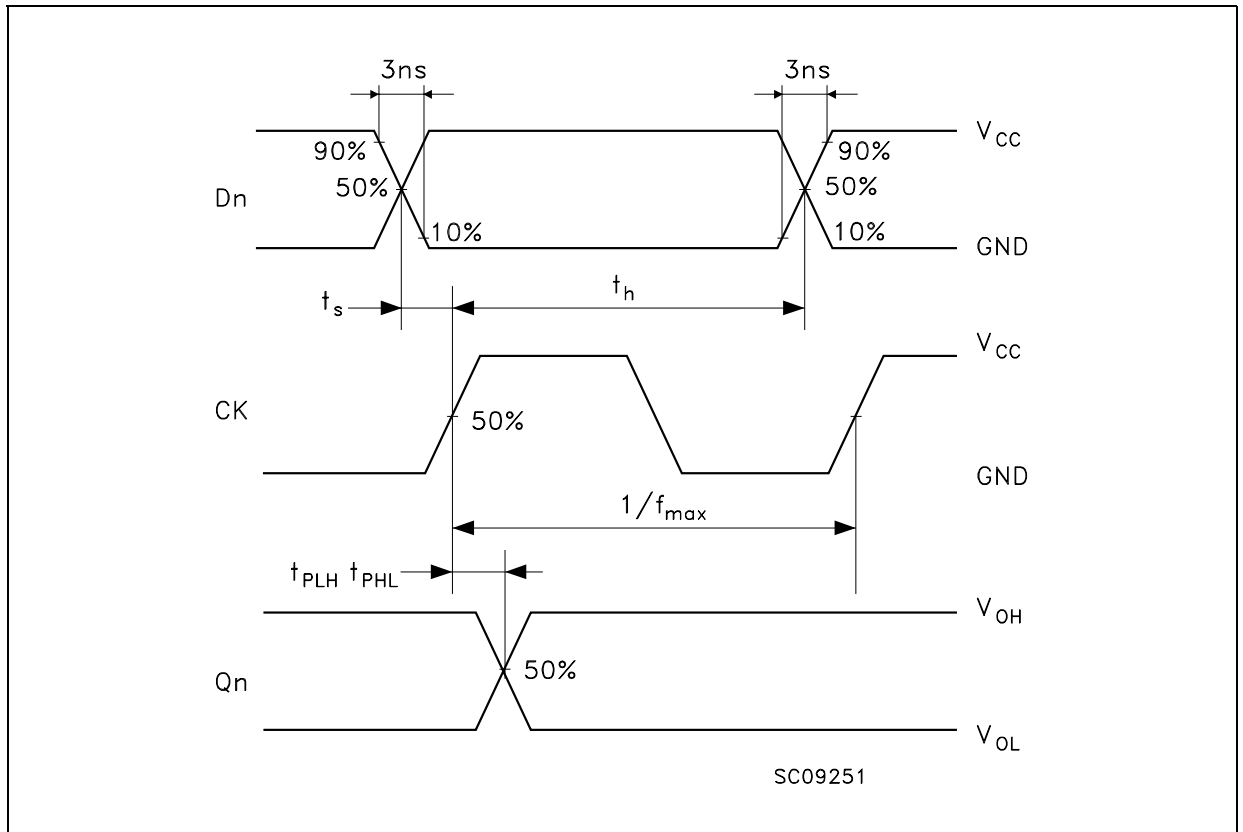 3ns 3ns
V_CC
90% 90%
Dn 50% 50%
10% 10%
GND
t_s t_h
V_CC
CK 50%
GND
1/f_max
t_PLH t_PHL
V_OH
Qn 50%
V_OL
SC09251